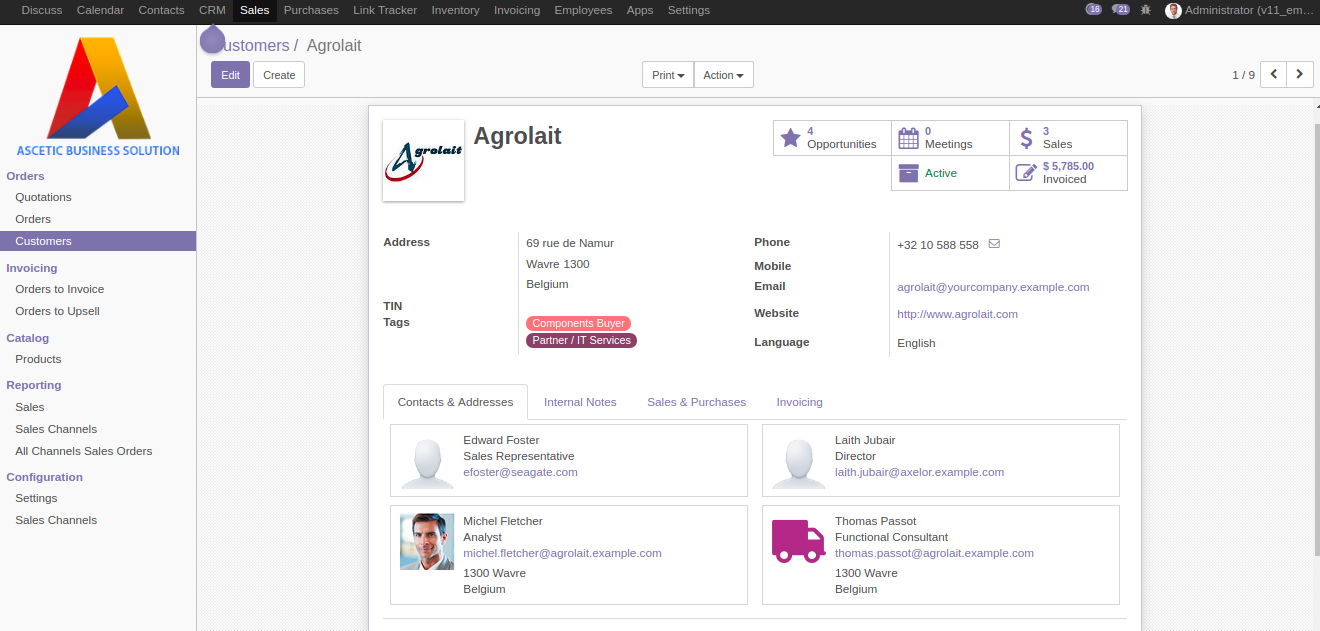 Discuss Calendar Contacts CRM Sales Purchases Link Tracker Inventory Invoicing Employees Apps Settings 16 21 Administrator (v11_em...
ustomers / Agrolait
Edit Create Print Action 1 / 9
ASCETIC BUSINESS SOLUTION
Orders
Quotations
Orders
Customers
Invoicing
Orders to Invoice
Orders to Upsell
Catalog
Products
Reporting
Sales
Sales Channels
All Channels Sales Orders
Configuration
Settings
Sales Channels
Agrolait
Agrolait
4
Opportunities
0
Meetings
3
Sales
Active
$ 5,785.00
Invoiced
Address
69 rue de Namur
Wavre 1300
Belgium
TIN
Tags
Components Buyer
Partner / IT Services
Phone +32 10 588 558
Mobile
Email agrolait@yourcompany.example.com
Website http://www.agrolait.com
Language English
Contacts & Addresses Internal Notes Sales & Purchases Invoicing
Edward Foster
Sales Representative
efoster@seagate.com
Laith Jubair
Director
laith.jubair@axelor.example.com
Michel Fletcher
Analyst
michel.fletcher@agrolait.example.com
1300 Wavre
Belgium
Thomas Passot
Functional Consultant
thomas.passot@agrolait.example.com
1300 Wavre
Belgium